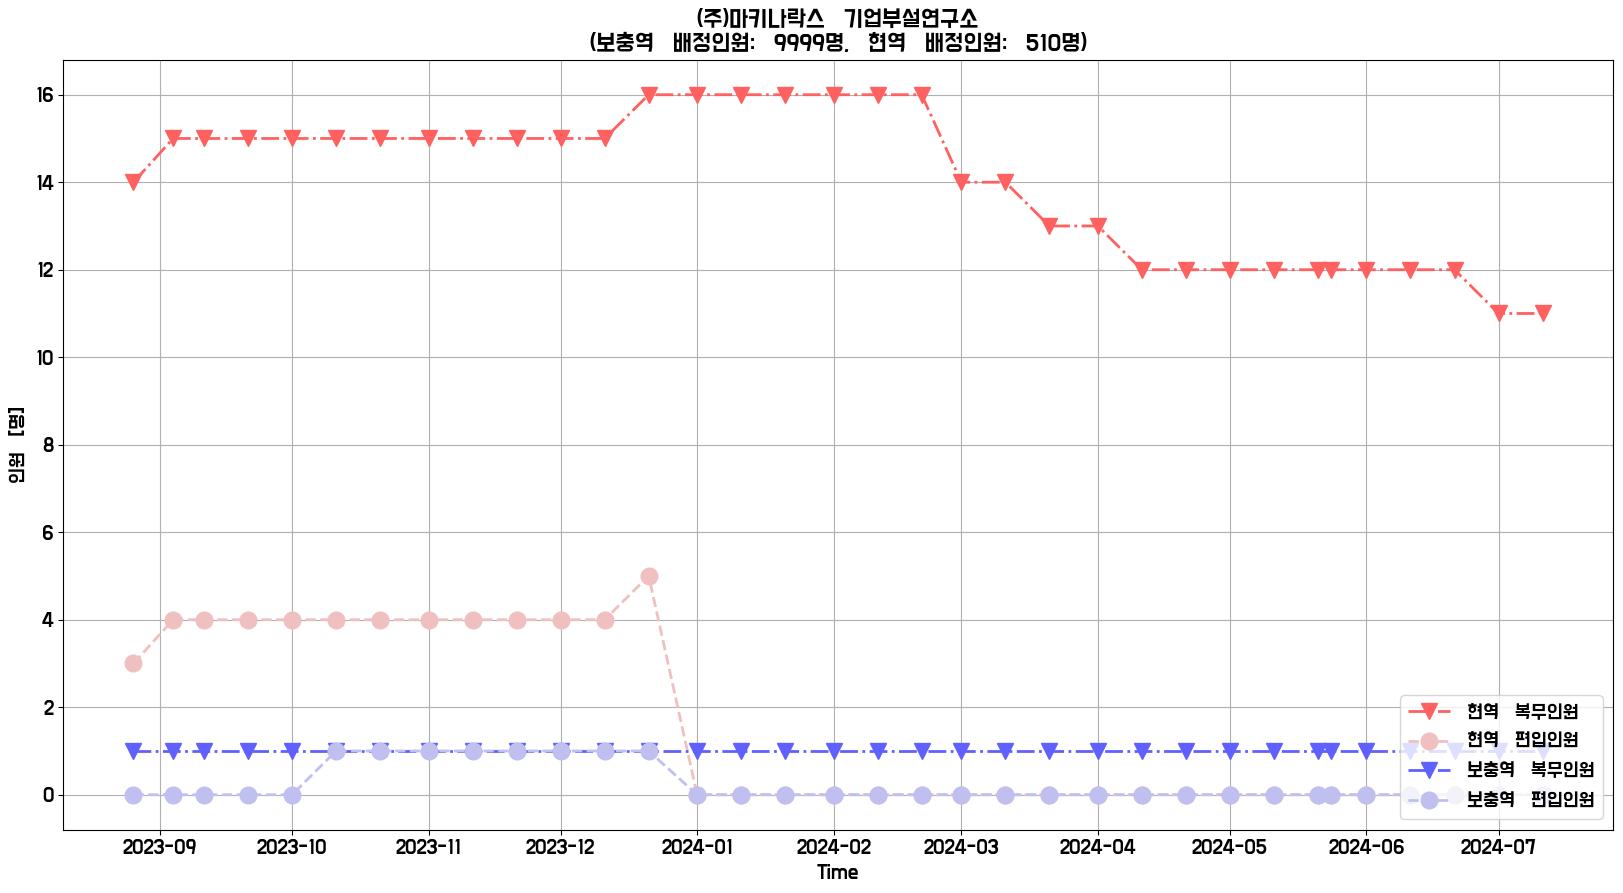 (주)마키나락스 기업부설연구소
(보충역 배정인원: 9999명, 현역 배정인원: 510명)
인원 [명]
16
14
12
10
8
6
4
2
0
현역 복무인원
현역 편입인원
보충역 복무인원
보충역 편입인원
2023-09 2023-10 2023-11 2023-12 2024-01 2024-02 2024-03 2024-04 2024-05 2024-06 2024-07
Time